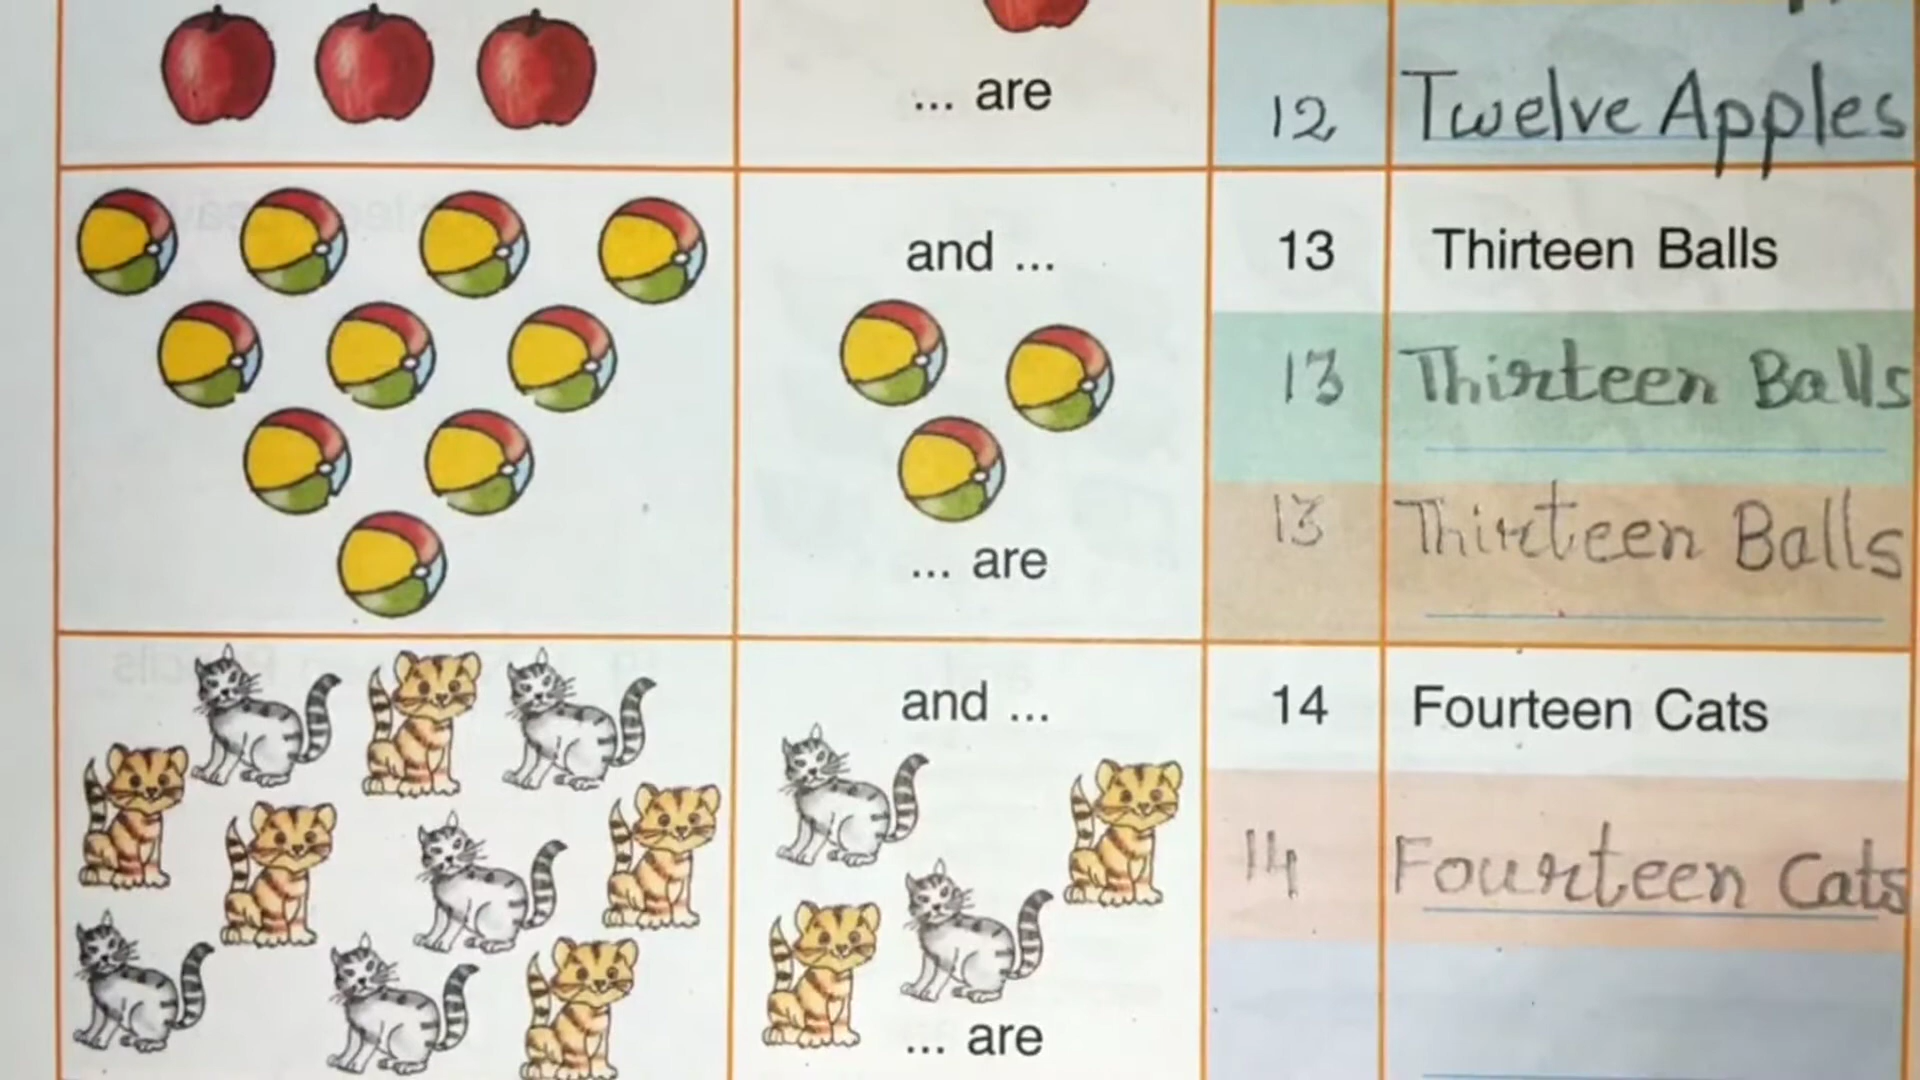 ... are
12 Twelve Apples
and ... 13 Thirteen Balls
13 Thirteen Balls
13 Thirteen Balls
... are
and ... 14 Fourteen Cats
14 Fourteen Cats
... are